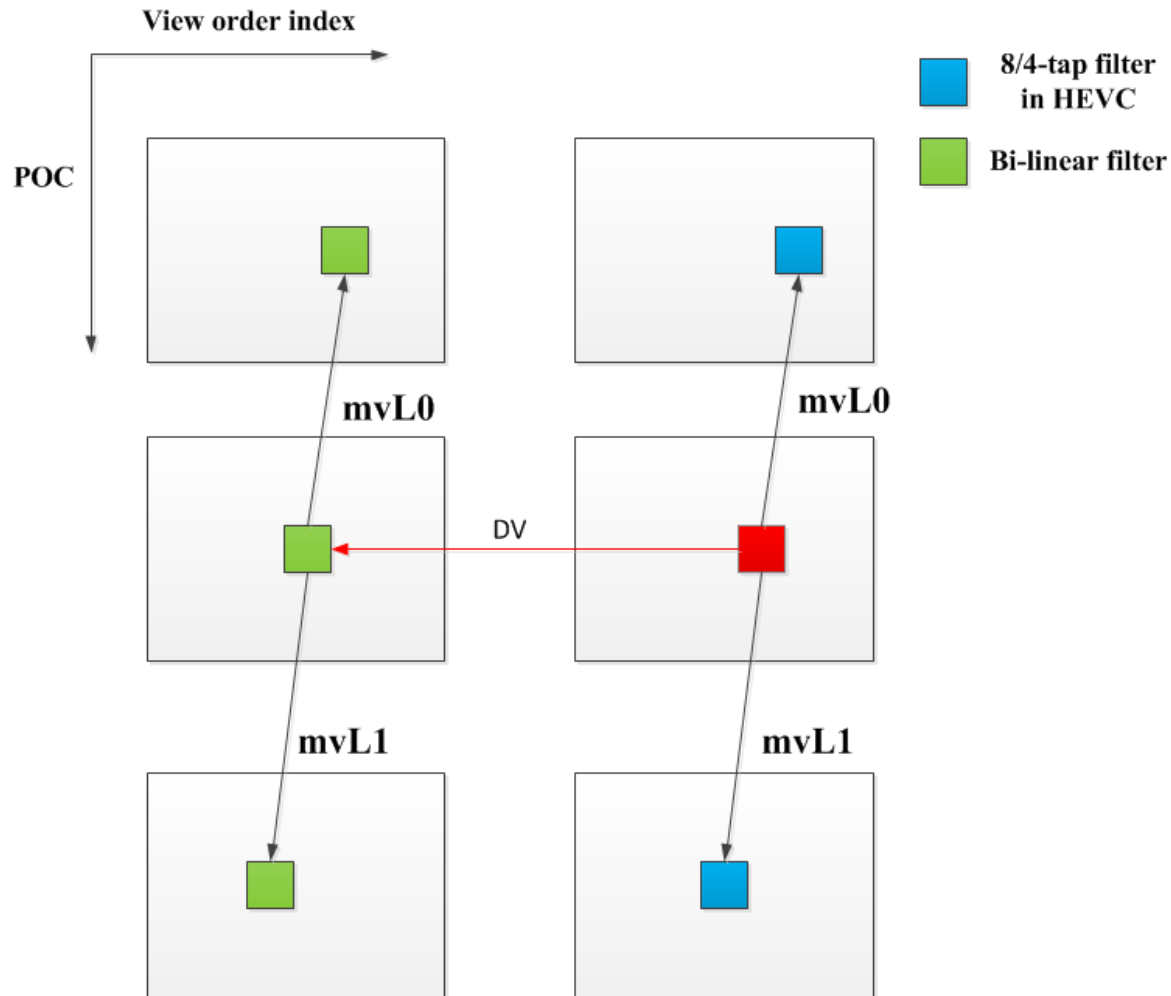 View order index
POC
8/4-tap filter
in HEVC
Bi-linear filter
mvL0
mvL0
DV
mvL1
mvL1